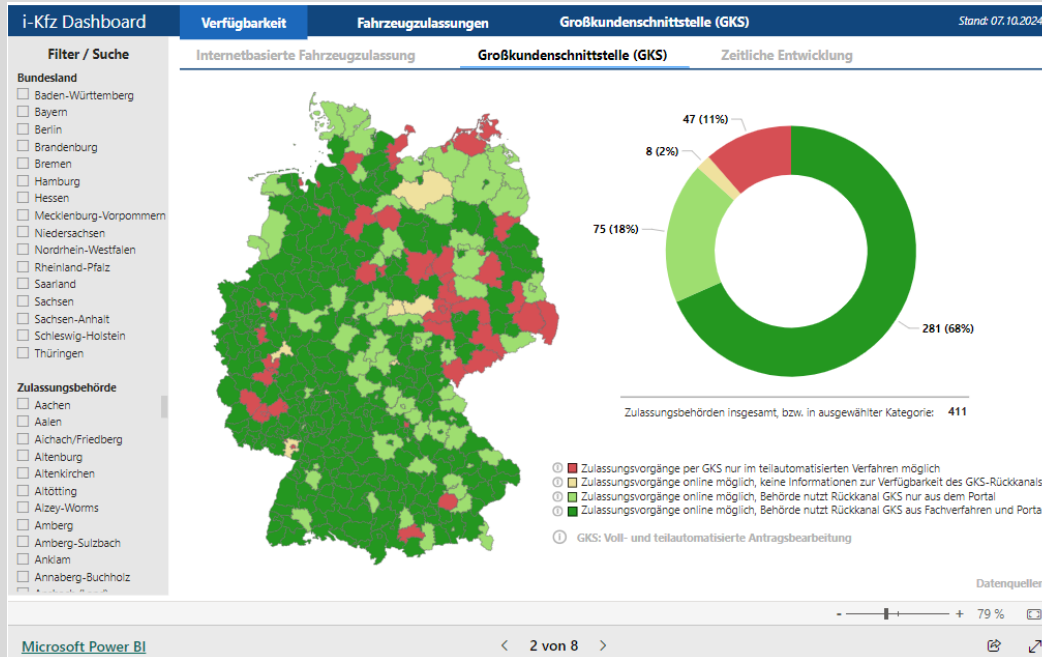 i-Kfz Dashboard
Verfügbarkeit
Fahrzeugzulassungen
Großkundenschnittstelle (GKS)
Stand: 07.10.2024
Filter / Suche
Internetbasierte Fahrzeugzulassung
Großkundenschnittstelle (GKS)
Zeitliche Entwicklung
Bundesland
Baden-Württemberg
Bayern
Berlin
Brandenburg
Bremen
Hamburg
Hessen
Mecklenburg-Vorpommern
Niedersachsen
Nordrhein-Westfalen
Rheinland-Pfalz
Saarland
Sachsen
Sachsen-Anhalt
Schleswig-Holstein
Thüringen
Zulassungsbehörde
Aachen
Aalen
Aichach/Friedberg
Altenburg
Altenkirchen
Altötting
Alzey-Worms
Amberg
Amberg-Sulzbach
Anklam
Annaberg-Buchholz
47 (11%)
8 (2%)
75 (18%)
281 (68%)
Zulassungsbehörden insgesamt, bzw. in ausgewählter Kategorie: 411
Zulassungsvorgänge per GKS nur im teilautomatisierten Verfahren möglich
Zulassungsvorgänge online möglich, keine Informationen zur Verfügbarkeit des GKS-Rückkanals
Zulassungsvorgänge online möglich, Behörde nutzt Rückkanal GKS nur aus dem Portal
Zulassungsvorgänge online möglich, Behörde nutzt Rückkanal GKS aus Fachverfahren und Porta
GKS: Voll- und teilautomatisierte Antragsbearbeitung
Datenquellen
- + 79 %
Microsoft Power BI
< 2 von 8 >